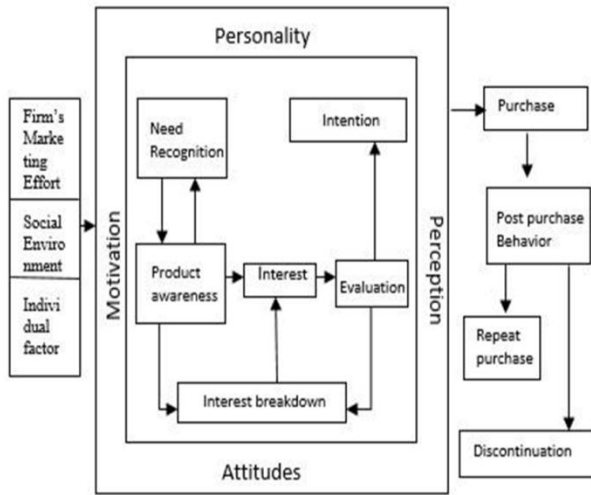 Personality
Firm's
Marke
ting
Effort
Social
Enviro
nment
Indivi
dual factor
Motivation
Need
Recognition
Intention
Product
awareness
Interest
Evaluation
Interest breakdown
Perception
Attitudes
Purchase
Post purchase
Behavior
Repeat
purchase
Discontinuation